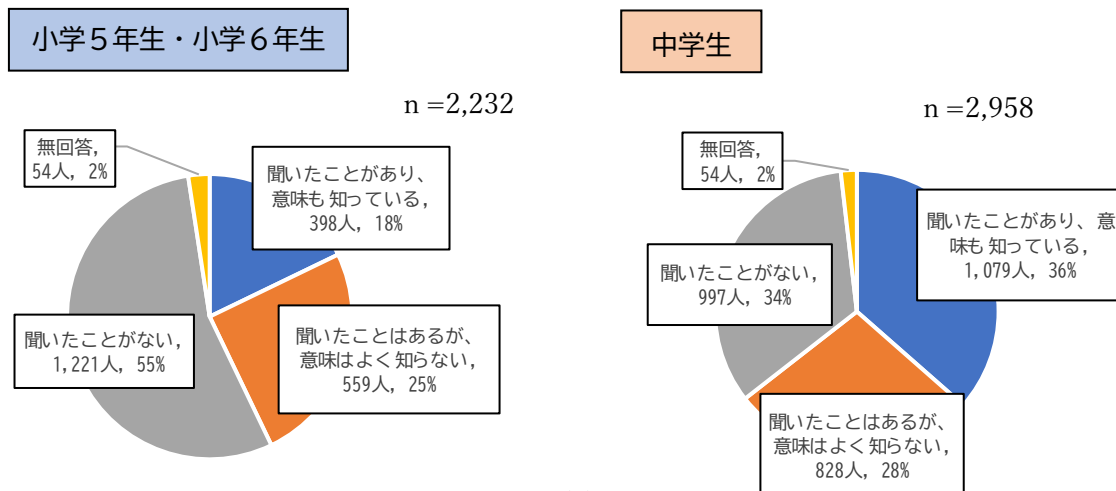 小学５年生・小学６年生
n =2,232
無回答,
54人, 2%
聞いたことがあり、
意味も知っている,
398人, 18%
聞いたことがない,
1,221人, 55%
聞いたことはあるが、
意味はよく知らない,
559人, 25%
中学生
n =2,958
無回答,
54人, 2%
聞いたことがあり、意
味も知っている,
1,079人, 36%
聞いたことがない,
997人, 34%
聞いたことはあるが、
意味はよく知らない,
828人, 28%